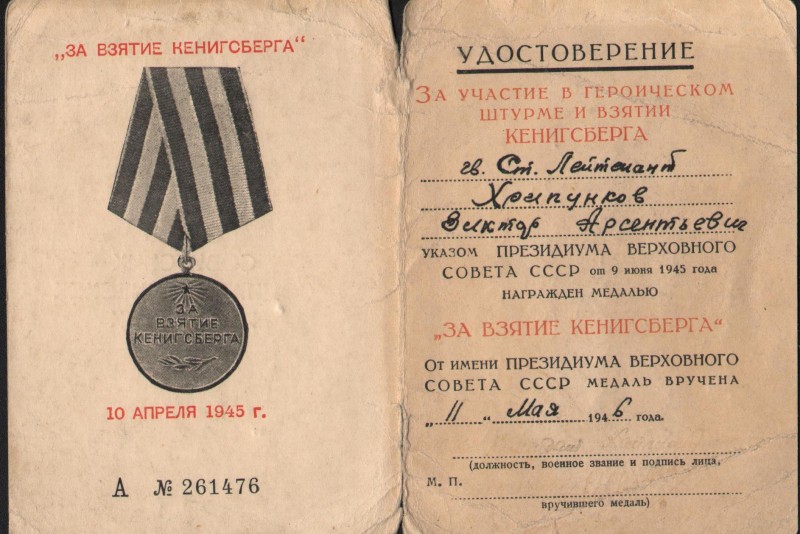 „ЗА ВЗЯТИЕ КЕНИГСБЕРГА“
ЗА
ВЗЯТИЕ
КЕНИГСБЕРГА
10 АПРЕЛЯ 1945 г.
А № 261476
УДОСТОВЕРЕНИЕ
ЗА УЧАСТИЕ В ГЕРОИЧЕСКОМ
ШТУРМЕ И ВЗЯТИИ
КЕНИГСБЕРГА
гв. Ст. Лейтенант
Храпунков
Виктор Арсентьевич
УКАЗОМ ПРЕЗИДИУМА ВЕРХОВНОГО
СОВЕТА СССР от 9 июня 1945 года
НАГРАЖДЕН МЕДАЛЬЮ
„ЗА ВЗЯТИЕ КЕНИГСБЕРГА“
От имени ПРЕЗИДИУМА ВЕРХОВНОГО
СОВЕТА СССР МЕДАЛЬ ВРУЧЕНА
„11“ Мая 1946 года.
(должность, военное звание и подпись лица,
М. П.
вручившего медаль)